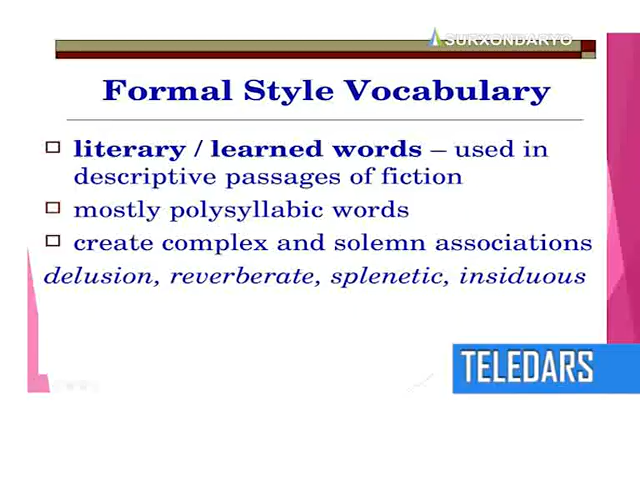 SURXONDARYO
Formal Style Vocabulary
literary / learned words – used in
descriptive passages of fiction
mostly polysyllabic words
create complex and solemn associations
delusion, reverberate, splenetic, insiduous
TELEDARS